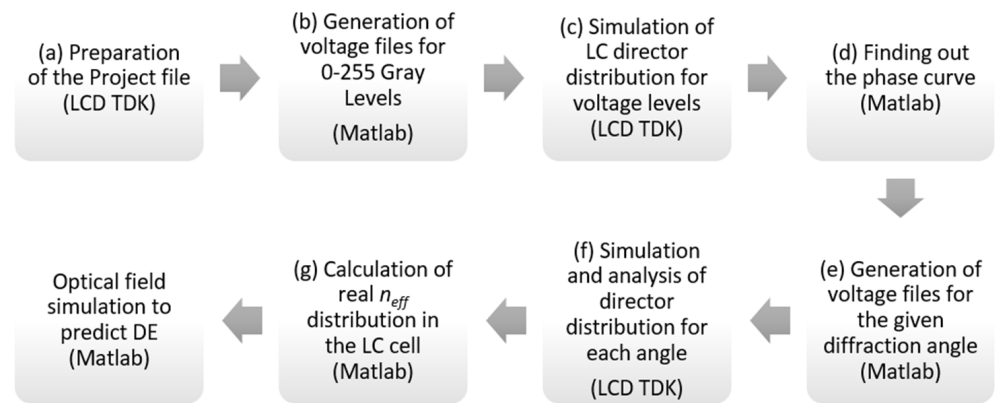 (a) Preparation
of the Project file
(LCD TDK)
(b) Generation of
voltage files for
0-255 Gray
Levels
(Matlab)
(c) Simulation of
LC director
distribution for
voltage levels
(LCD TDK)
(d) Finding out
the phase curve
(Matlab)
(e) Generation of
voltage files for
the given
diffraction angle
(Matlab)
(f) Simulation
and analysis of
director
distribution for
each angle
(LCD TDK)
(g) Calculation of
real neff
distribution in
the LC cell
(Matlab)
Optical field
simulation to
predict DE
(Matlab)